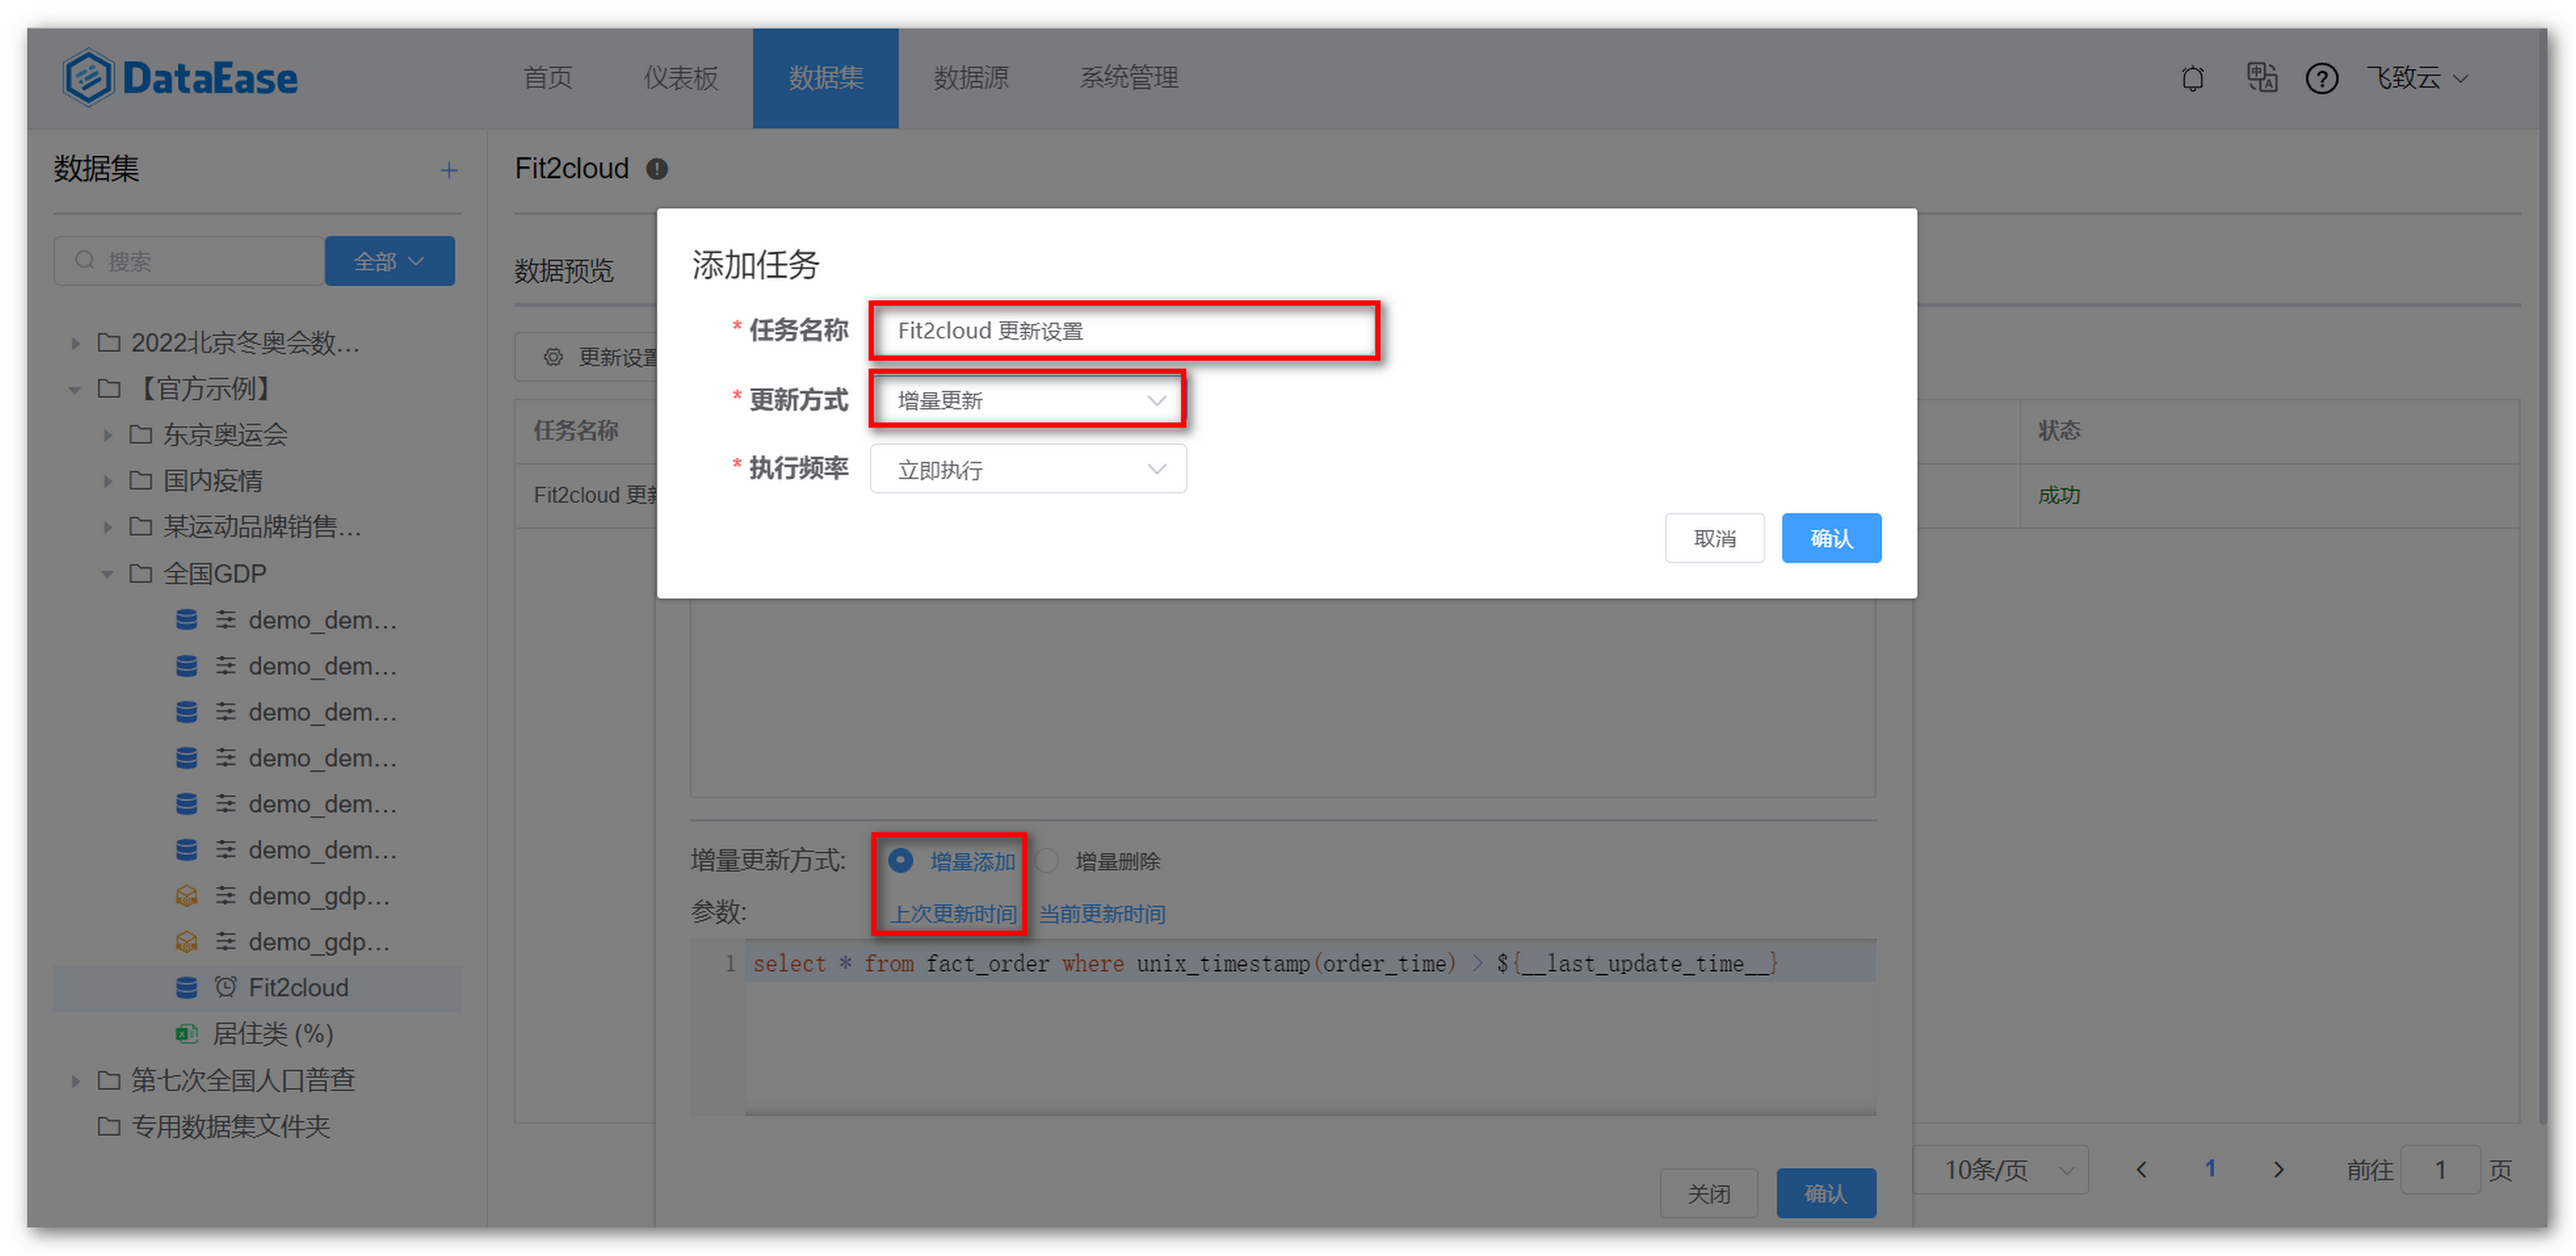 DataEase 首页 仪表板 数据集 数据源 系统管理 飞致云
数据集
搜索 全部
2022北京冬奥会数...
【官方示例】
东京奥运会
国内疫情
某运动品牌销售...
全国GDP
demo_dem...
demo_dem...
demo_dem...
demo_dem...
demo_dem...
demo_dem...
demo_gdp...
demo_gdp...
Fit2cloud
居住类 (%)
第七次全国人口普查
专用数据集文件夹
Fit2cloud
数据预览
更新设置
任务名称 状态
Fit2cloud 更新 成功
添加任务
* 任务名称 Fit2cloud 更新设置
* 更新方式 增量更新
* 执行频率 立即执行
取消 确认
增量更新方式: 增量添加 增量删除
参数: 上次更新时间 当前更新时间
1 select * from fact_order where unix_timestamp(order_time) > ${__last_update_time__}
关闭 确认
10条/页 1 前往 1 页